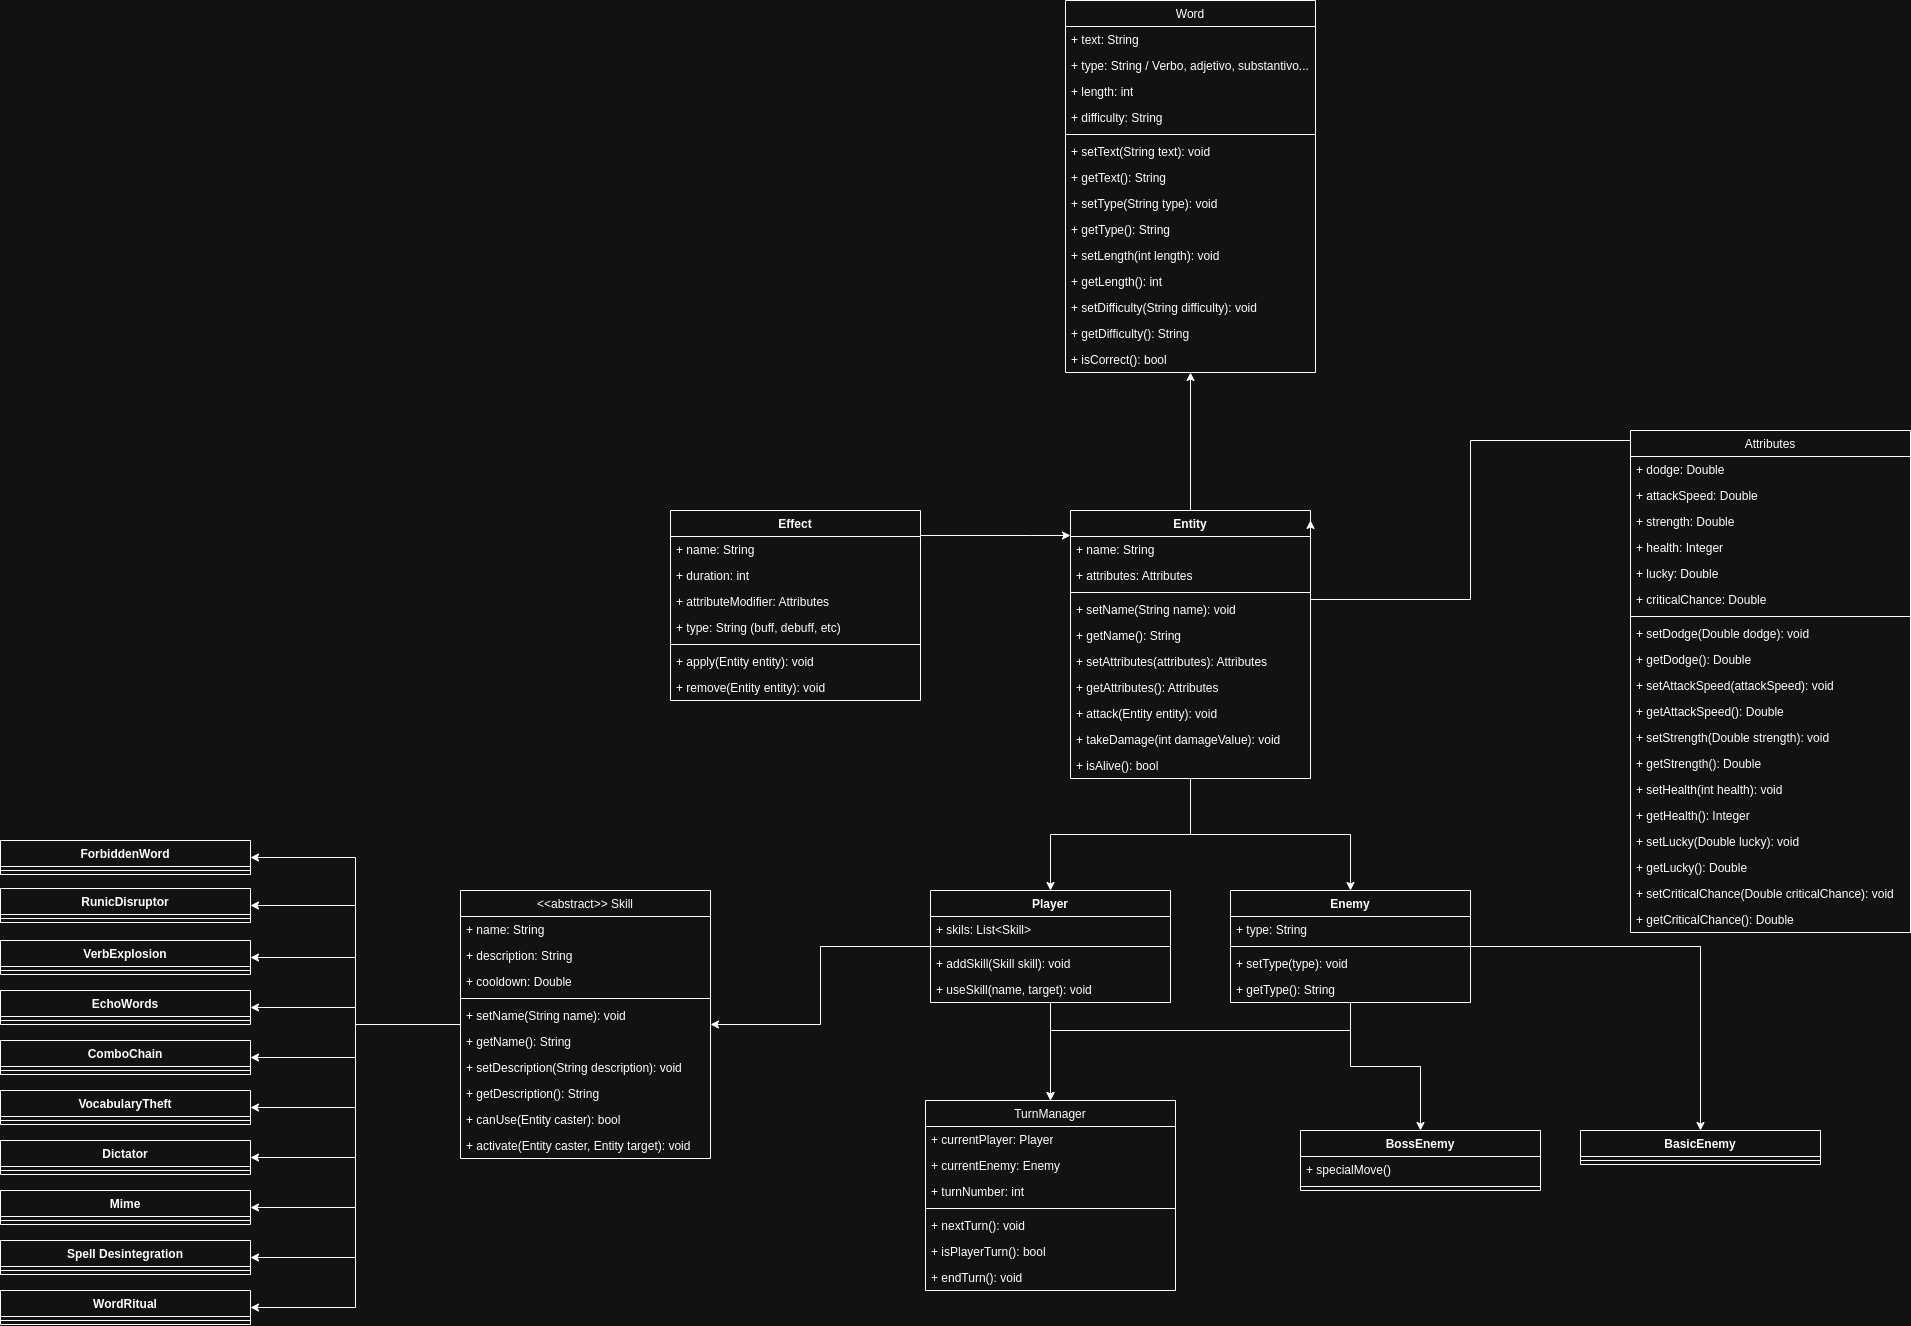 Word
+ text: String
+ type: String / Verbo, adjetivo, substantivo...
+ length: int
+ difficulty: String
+ setText(String text): void
+ getText(): String
+ setType(String type): void
+ getType(): String
+ setLength(int length): void
+ getLength(): int
+ setDifficulty(String difficulty): void
+ getDifficulty(): String
+ isCorrect(): bool
Attributes
+ dodge: Double
+ attackSpeed: Double
+ strength: Double
+ health: Integer
+ lucky: Double
+ criticalChance: Double
+ setDodge(Double dodge): void
+ getDodge(): Double
+ setAttackSpeed(attackSpeed): void
+ getAttackSpeed(): Double
+ setStrength(Double strength): void
+ getStrength(): Double
+ setHealth(int health): void
+ getHealth(): Integer
+ setLucky(Double lucky): void
+ getLucky(): Double
+ setCriticalChance(Double criticalChance): void
+ getCriticalChance(): Double
Effect
+ name: String
+ duration: int
+ attributeModifier: Attributes
+ type: String (buff, debuff, etc)
+ apply(Entity entity): void
+ remove(Entity entity): void
Entity
+ name: String
+ attributes: Attributes
+ setName(String name): void
+ getName(): String
+ setAttributes(attributes): Attributes
+ getAttributes(): Attributes
+ attack(Entity entity): void
+ takeDamage(int damageValue): void
+ isAlive(): bool
ForbiddenWord
RunicDisruptor
VerbExplosion
EchoWords
ComboChain
VocabularyTheft
Dictator
Mime
Spell Desintegration
WordRitual
<<abstract>> Skill
+ name: String
+ description: String
+ cooldown: Double
+ setName(String name): void
+ getName(): String
+ setDescription(String description): void
+ getDescription(): String
+ canUse(Entity caster): bool
+ activate(Entity caster, Entity target): void
Player
+ skils: List<Skill>
+ addSkill(Skill skill): void
+ useSkill(name, target): void
Enemy
+ type: String
+ setType(type): void
+ getType(): String
TurnManager
+ currentPlayer: Player
+ currentEnemy: Enemy
+ turnNumber: int
+ nextTurn(): void
+ isPlayerTurn(): bool
+ endTurn(): void
BossEnemy
+ specialMove()
BasicEnemy